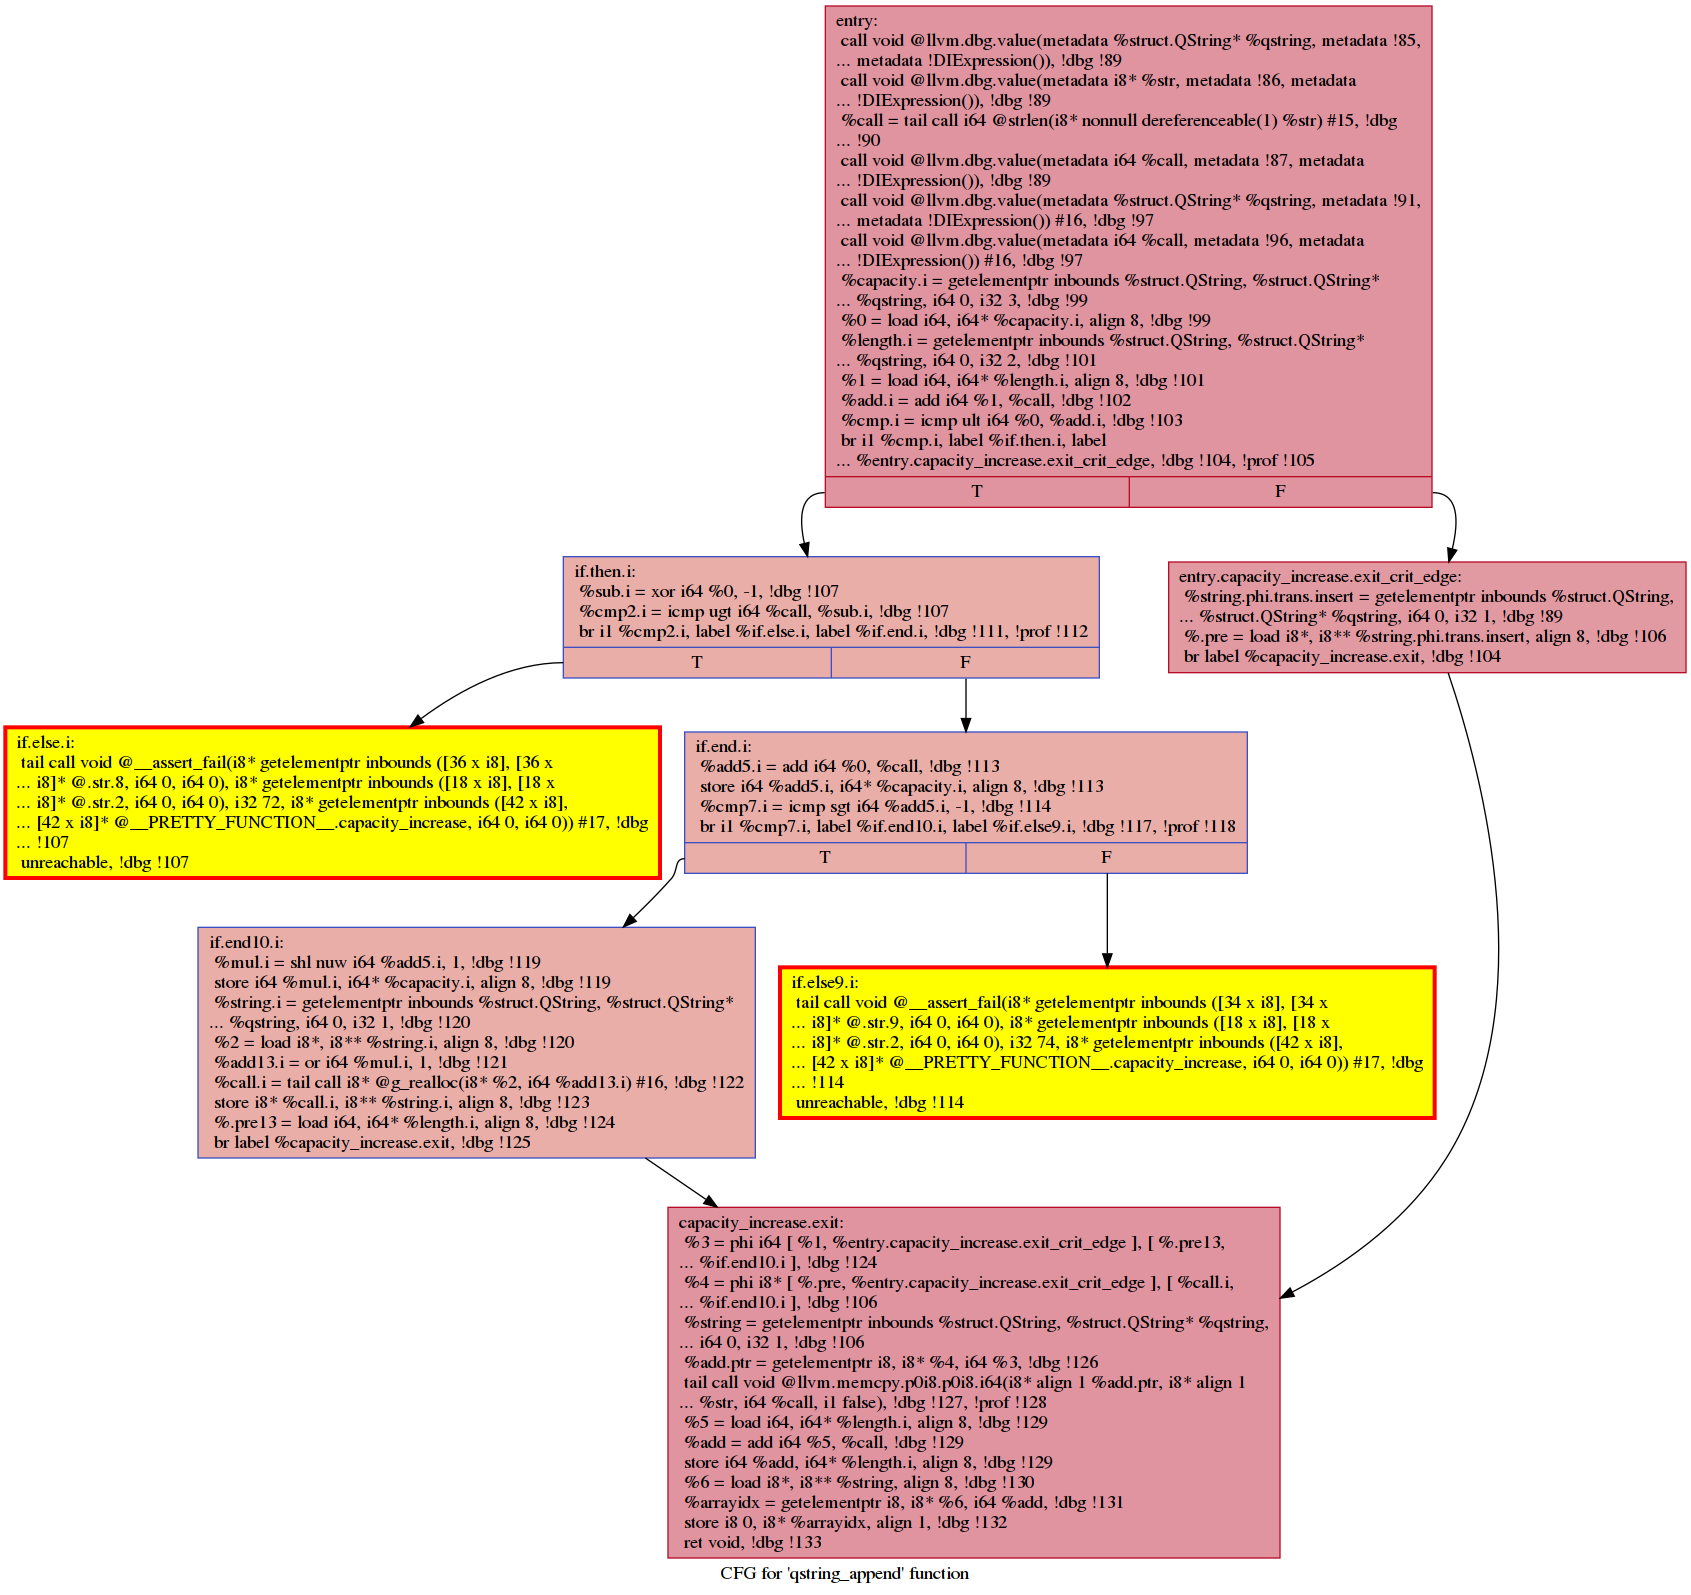 entry:
call void @llvm.dbg.value(metadata %struct.QString* %qstring, metadata !85,
... metadata !DIExpression()), !dbg !89
call void @llvm.dbg.value(metadata i8* %str, metadata !86, metadata
... !DIExpression()), !dbg !89
%call = tail call i64 @strlen(i8* nonnull dereferenceable(1) %str) #15, !dbg
... !90
call void @llvm.dbg.value(metadata i64 %call, metadata !87, metadata
... !DIExpression()), !dbg !89
call void @llvm.dbg.value(metadata %struct.QString* %qstring, metadata !91,
... metadata !DIExpression()) #16, !dbg !97
call void @llvm.dbg.value(metadata i64 %call, metadata !96, metadata
... !DIExpression()) #16, !dbg !97
%capacity.i = getelementptr inbounds %struct.QString, %struct.QString*
... %qstring, i64 0, i32 3, !dbg !99
%0 = load i64, i64* %capacity.i, align 8, !dbg !99
%length.i = getelementptr inbounds %struct.QString, %struct.QString*
... %qstring, i64 0, i32 2, !dbg !101
%1 = load i64, i64* %length.i, align 8, !dbg !101
%add.i = add i64 %1, %call, !dbg !102
%cmp.i = icmp ult i64 %0, %add.i, !dbg !103
br i1 %cmp.i, label %if.then.i, label
... %entry.capacity_increase.exit_crit_edge, !dbg !104, !prof !105
T F
if.then.i:
%sub.i = xor i64 %0, -1, !dbg !107
%cmp2.i = icmp ugt i64 %call, %sub.i, !dbg !107
br i1 %cmp2.i, label %if.else.i, label %if.end.i, !dbg !111, !prof !112
T F
entry.capacity_increase.exit_crit_edge:
%string.phi.trans.insert = getelementptr inbounds %struct.QString,
... %struct.QString* %qstring, i64 0, i32 1, !dbg !89
%.pre = load i8*, i8** %string.phi.trans.insert, align 8, !dbg !106
br label %capacity_increase.exit, !dbg !104
if.else.i:
tail call void @__assert_fail(i8* getelementptr inbounds ([36 x i8], [36 x
... i8]* @.str.8, i64 0, i64 0), i8* getelementptr inbounds ([18 x i8], [18 x
... i8]* @.str.2, i64 0, i64 0), i32 72, i8* getelementptr inbounds ([42 x i8],
... [42 x i8]* @__PRETTY_FUNCTION__.capacity_increase, i64 0, i64 0)) #17, !dbg
... !107
unreachable, !dbg !107
if.end.i:
%add5.i = add i64 %0, %call, !dbg !113
store i64 %add5.i, i64* %capacity.i, align 8, !dbg !113
%cmp7.i = icmp sgt i64 %add5.i, -1, !dbg !114
br i1 %cmp7.i, label %if.end10.i, label %if.else9.i, !dbg !117, !prof !118
T F
if.end10.i:
%mul.i = shl nuw i64 %add5.i, 1, !dbg !119
store i64 %mul.i, i64* %capacity.i, align 8, !dbg !119
%string.i = getelementptr inbounds %struct.QString, %struct.QString*
... %qstring, i64 0, i32 1, !dbg !120
%2 = load i8*, i8** %string.i, align 8, !dbg !120
%add13.i = or i64 %mul.i, 1, !dbg !121
%call.i = tail call i8* @g_realloc(i8* %2, i64 %add13.i) #16, !dbg !122
store i8* %call.i, i8** %string.i, align 8, !dbg !123
%.pre13 = load i64, i64* %length.i, align 8, !dbg !124
br label %capacity_increase.exit, !dbg !125
if.else9.i:
tail call void @__assert_fail(i8* getelementptr inbounds ([34 x i8], [34 x
... i8]* @.str.9, i64 0, i64 0), i8* getelementptr inbounds ([18 x i8], [18 x
... i8]* @.str.2, i64 0, i64 0), i32 74, i8* getelementptr inbounds ([42 x i8],
... [42 x i8]* @__PRETTY_FUNCTION__.capacity_increase, i64 0, i64 0)) #17, !dbg
... !114
unreachable, !dbg !114
capacity_increase.exit:
%3 = phi i64 [ %1, %entry.capacity_increase.exit_crit_edge ], [ %.pre13,
... %if.end10.i ], !dbg !124
%4 = phi i8* [ %.pre, %entry.capacity_increase.exit_crit_edge ], [ %call.i,
... %if.end10.i ], !dbg !106
%string = getelementptr inbounds %struct.QString, %struct.QString* %qstring,
... i64 0, i32 1, !dbg !106
%add.ptr = getelementptr i8, i8* %4, i64 %3, !dbg !126
tail call void @llvm.memcpy.p0i8.p0i8.i64(i8* align 1 %add.ptr, i8* align 1
... %str, i64 %call, i1 false), !dbg !127, !prof !128
%5 = load i64, i64* %length.i, align 8, !dbg !129
%add = add i64 %5, %call, !dbg !129
store i64 %add, i64* %length.i, align 8, !dbg !129
%6 = load i8*, i8** %string, align 8, !dbg !130
%arrayidx = getelementptr i8, i8* %6, i64 %add, !dbg !131
store i8 0, i8* %arrayidx, align 1, !dbg !132
ret void, !dbg !133
CFG for 'qstring_append' function